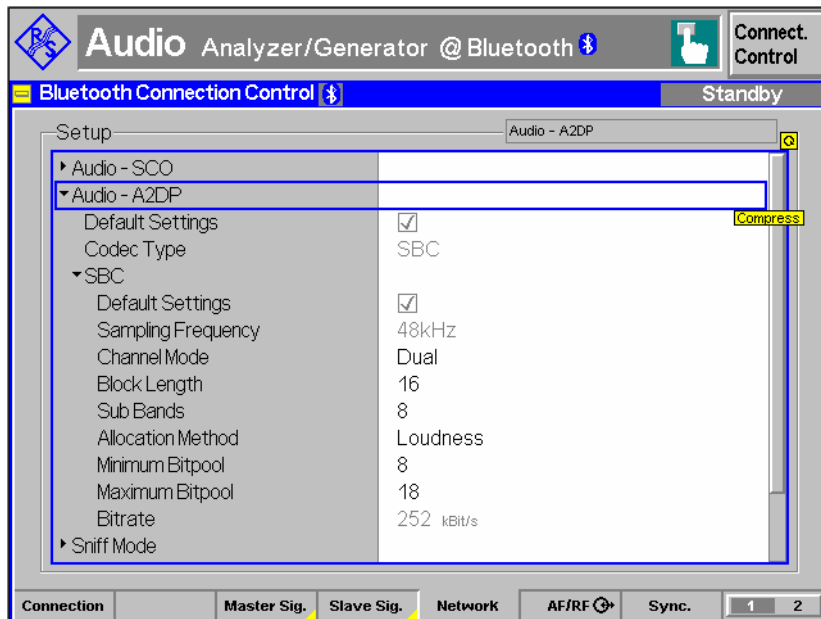 R S
Audio Analyzer/Generator @ Bluetooth
Connect. Control
Bluetooth Connection Control
Standby
Setup
Audio - A2DP
Audio - SCO
Audio - A2DP
Compress
Default Settings
Codec Type SBC
SBC
Default Settings
Sampling Frequency 48kHz
Channel Mode Dual
Block Length 16
Sub Bands 8
Allocation Method Loudness
Minimum Bitpool 8
Maximum Bitpool 18
Bitrate 252 kBit/s
Sniff Mode
Connection Master Sig. Slave Sig. Network AF/RF Sync. 1 2